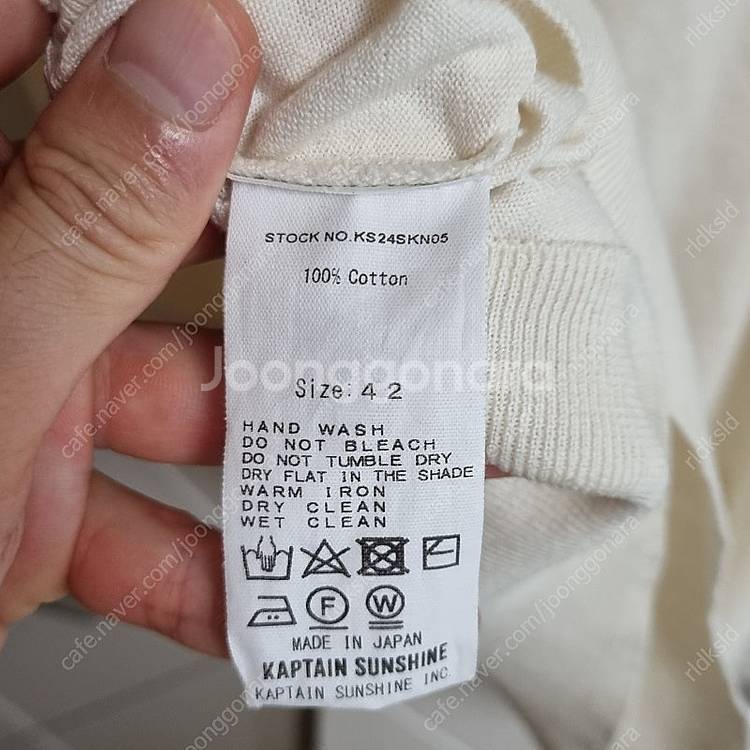 STOCK NO.KS24SKN05
100% Cotton
Joonggonara
Size: 42
HAND WASH
DO NOT BLEACH
DO NOT TUMBLE DRY
DRY FLAT IN THE SHADE
WARM IRON
DRY CLEAN
WET CLEAN
F
W
MADE IN JAPAN
KAPTAIN SUNSHINE
KAPTAIN SUNSHINE INC.
cafe.naver.com/joonggonara
rldksld